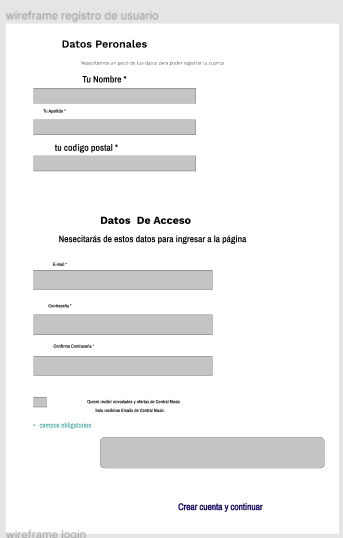 wireframe registro de usuario
Datos Peronales
Necesitamos un poco de tus datos para poder registrar tu cuenta
Tu Nombre *
Tu Apellido *
tu codigo postal *
Datos De Acceso
Nesecitarás de estos datos para ingresar a la página
E-mail *
Contraseña *
Confirma Contraseña *
Quiero recibir novedades y ofertas de Central Music
Solo recibiras Emails de Central Music
* campos obligatorios
Crear cuenta y continuar
wireframe login